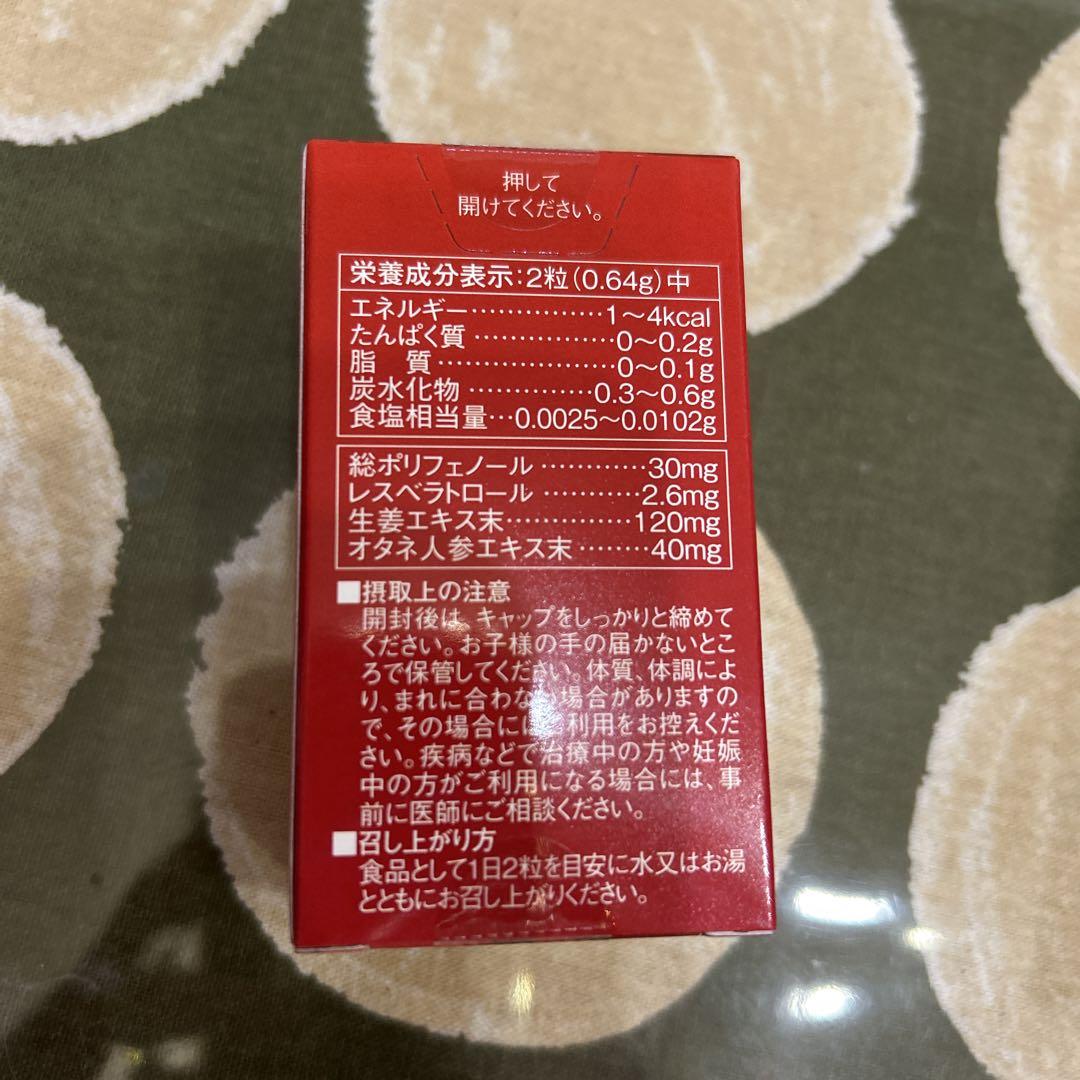 押して
開けてください。
栄養成分表示：2粒（0.64g）中
エネルギー……………1～4kcal
たんぱく質……………0～0.2g
脂　質…………………0～0.1g
炭水化物……………0.3～0.6g
食塩相当量…0.0025～0.0102g
総ポリフェノール…………30mg
レスベラトロール…………2.6mg
生姜エキス末……………120mg
オタネ人参エキス末………40mg
■摂取上の注意
開封後は、キャップをしっかりと締めて
ください。お子様の手の届かないとこ
ろで保管してください。体質、体調によ
り、まれに合わない場合がありますの
で、その場合にはご利用をお控えくだ
さい。疾病などで治療中の方や妊娠
中の方がご利用になる場合には、事
前に医師にご相談ください。
■召し上がり方
食品として1日2粒を目安に水又はお湯
とともにお召し上がりください。